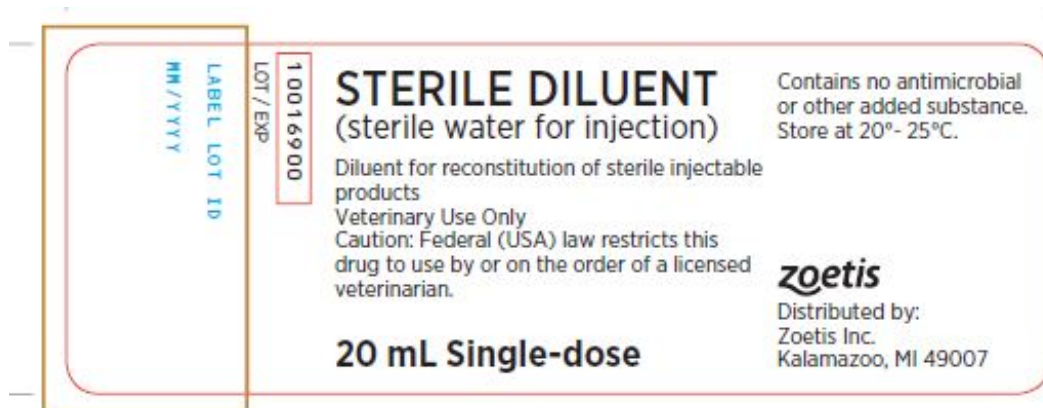 LABEL LOT ID
MM/YYYY
LOT / EXP
10016900
STERILE DILUENT
(sterile water for injection)
Diluent for reconstitution of sterile injectable
products
Veterinary Use Only
Caution: Federal (USA) law restricts this
drug to use by or on the order of a licensed
veterinarian.
20 mL Single-dose
Contains no antimicrobial
or other added substance.
Store at 20°- 25°C.
zoetis
Distributed by:
Zoetis Inc.
Kalamazoo, MI 49007